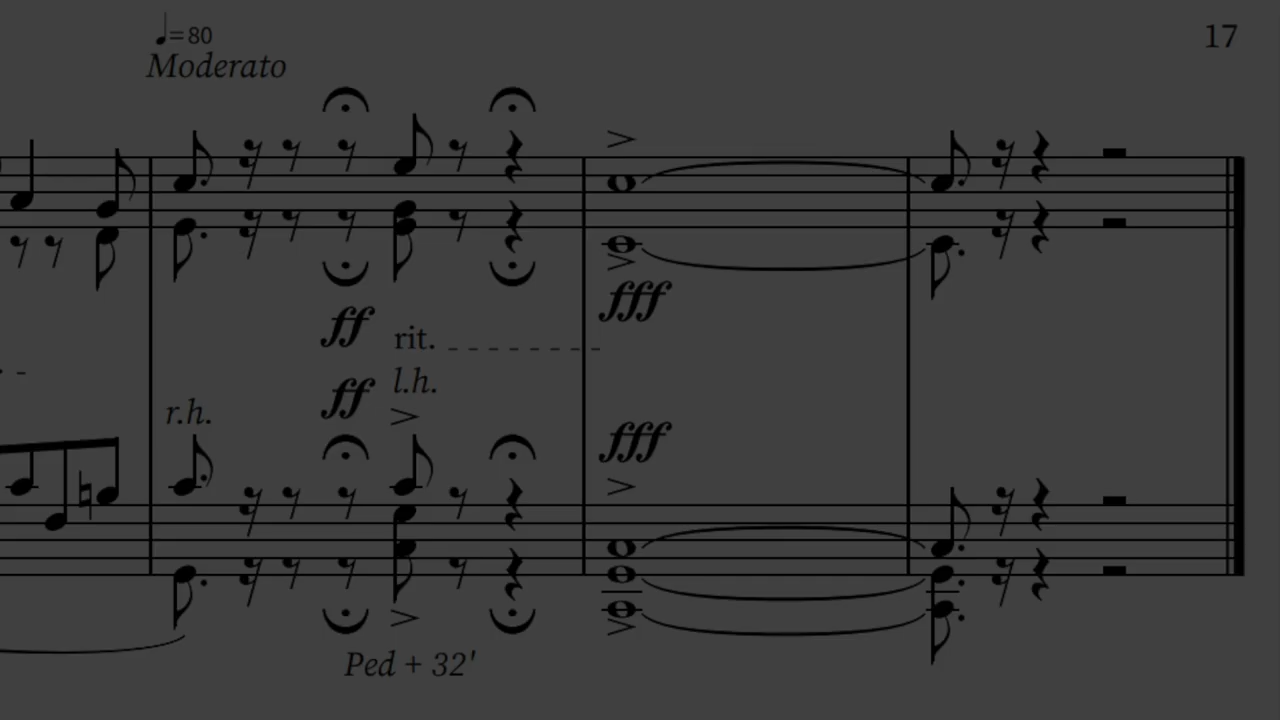 ♩=80
17
Moderato
ff
fff
rit.
ff
l.h.
r.h.
fff
Ped + 32'